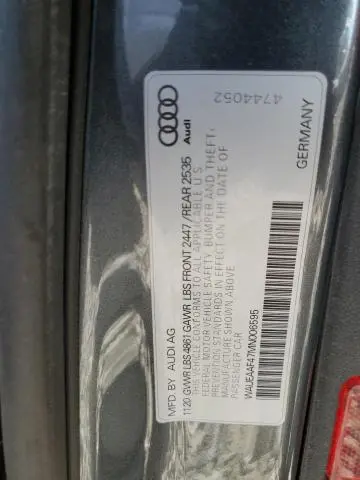 MFD. BY AUDI AG
1120 GVWR LBS 4861 GAWR LBS FRONT 2447 / REAR 2535
THIS VEHICLE CONFORMS TO ALL APPLICABLE U S
FEDERAL MOTOR VEHICLE SAFETY, BUMPER AND THEFT
PREVENTION STANDARDS IN EFFECT ON THE DATE OF
MANUFACTURE SHOWN ABOVE
PASSENGER CAR
WAUEAAF47MN006595
GERMANY
Audi
4744052